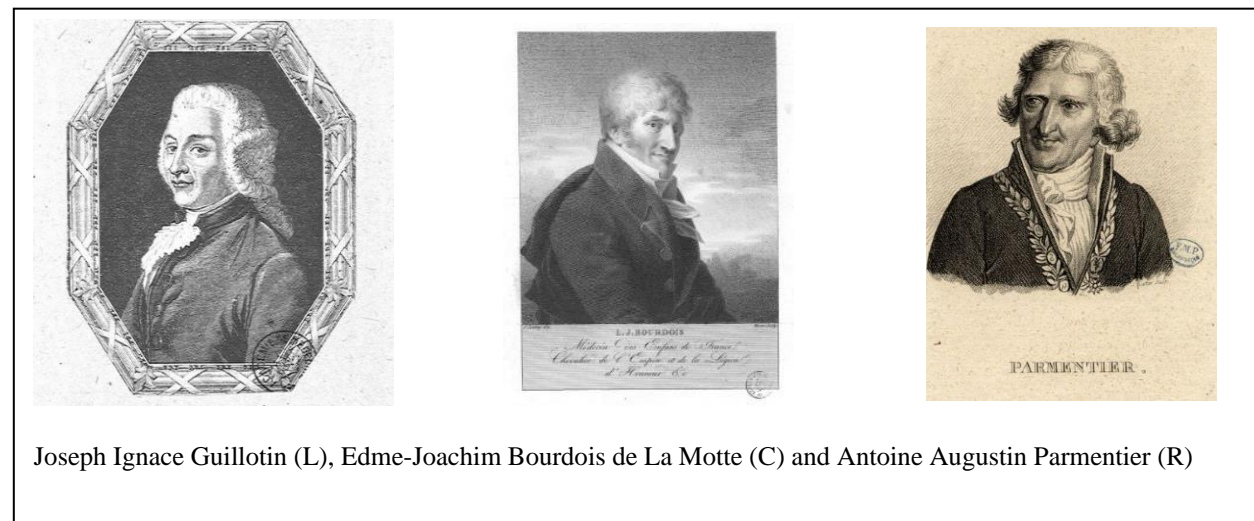 L. J. BOURDOIS
Médecin des Enfans de France
Chevalier de l'Empire et de la Légion
d'Honneur &c
PARMENTIER.
Joseph Ignace Guillotin (L), Edme-Joachim Bourdois de La Motte (C) and Antoine Augustin Parmentier (R)